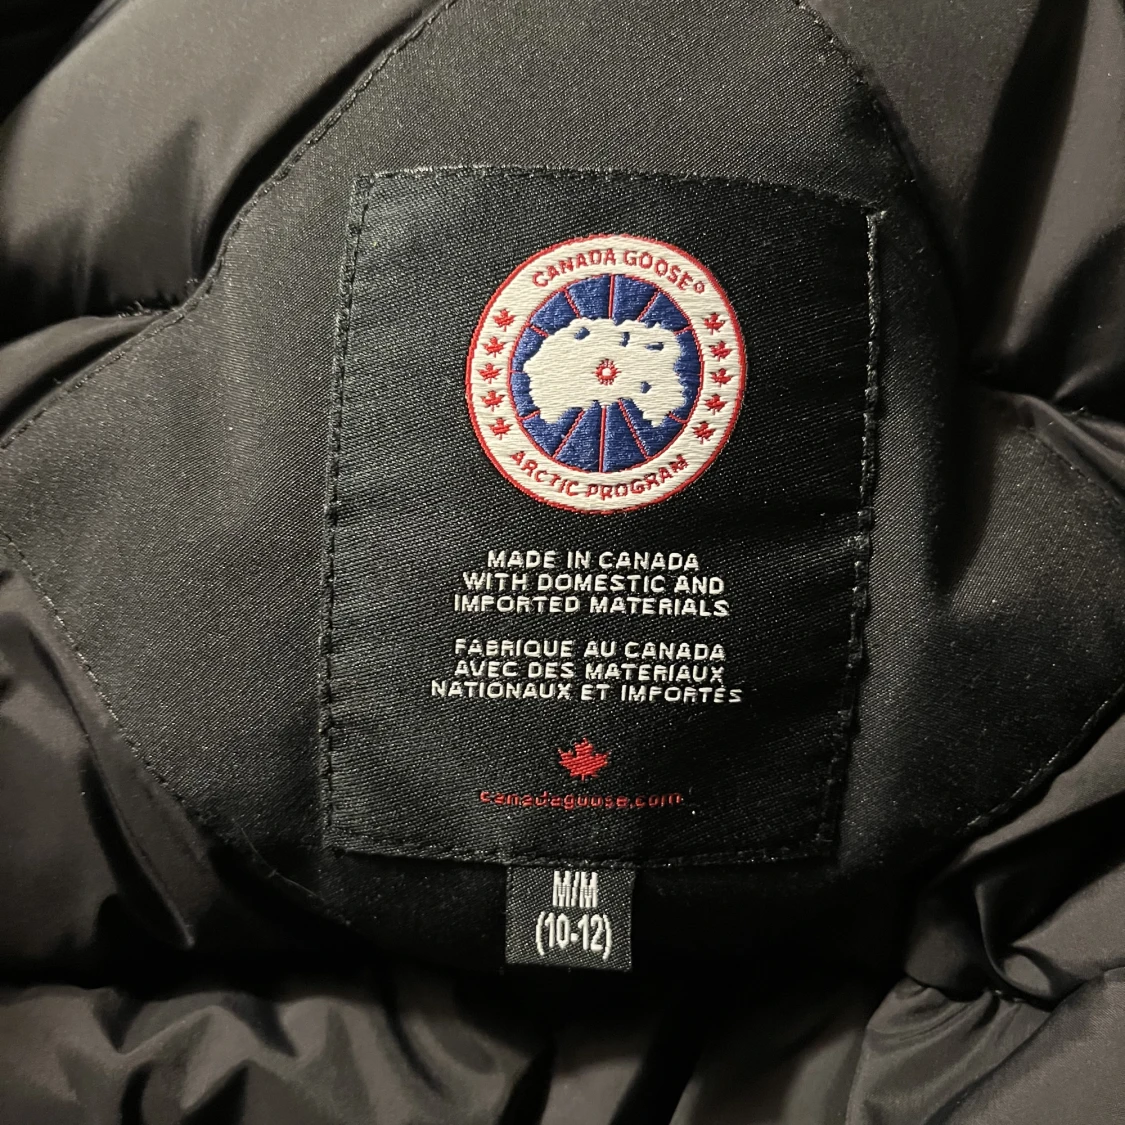 CANADA GOOSE®
ARCTIC PROGRAM
MADE IN CANADA
WITH DOMESTIC AND
IMPORTED MATERIALS
FABRIQUE AU CANADA
AVEC DES MATERIAUX
NATIONAUX ET IMPORTÉS
canadagoose.com
M/M
(10-12)